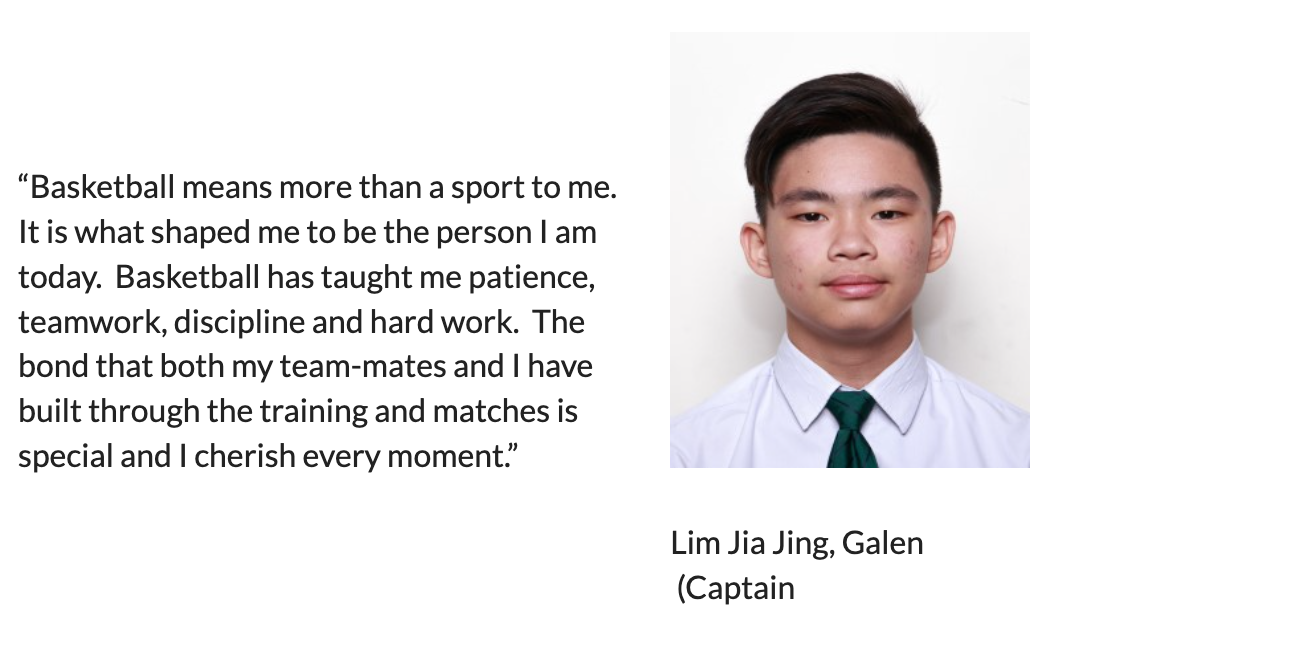 “Basketball means more than a sport to me.
It is what shaped me to be the person I am
today.  Basketball has taught me patience,
teamwork, discipline and hard work.  The
bond that both my team-mates and I have
built through the training and matches is
special and I cherish every moment.”
Lim Jia Jing, Galen
(Captain